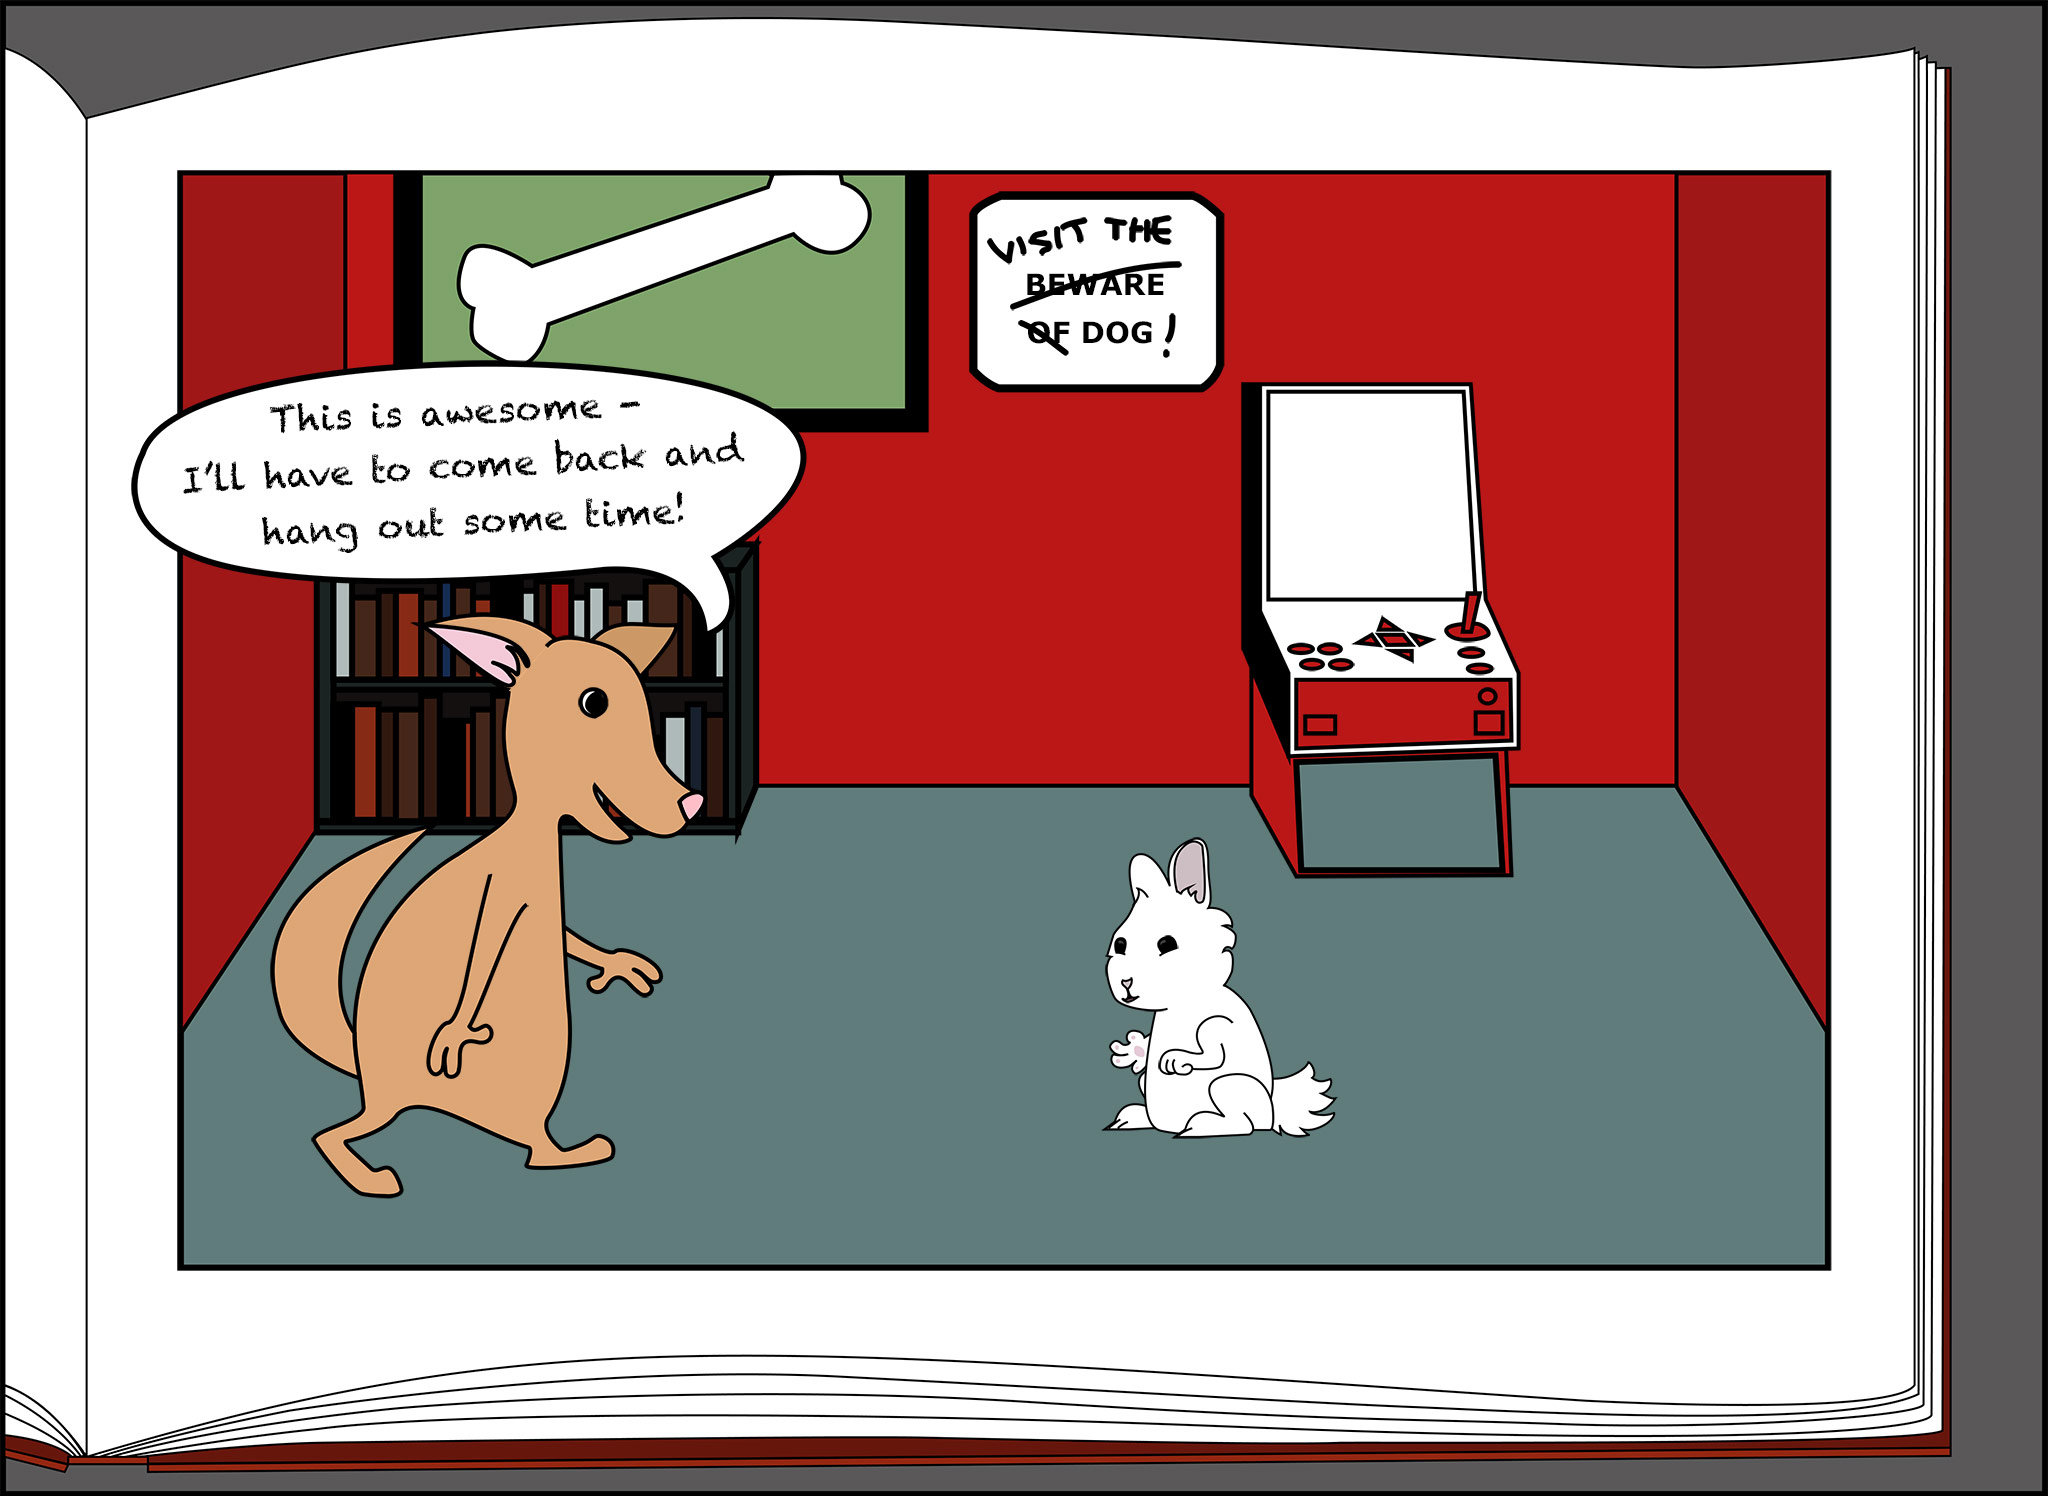 VISIT THE
BEWARE
OF DOG!
This is awesome -
I'll have to come back and
hang out some time!